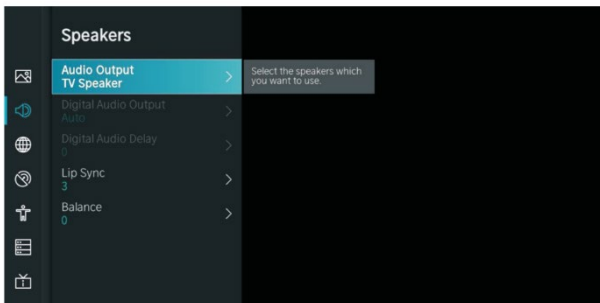 Speakers
Audio Output
TV Speaker
Select the speakers which
you want to use.
Digital Audio Output
Auto
Digital Audio Delay
0
Lip Sync
3
Balance
0